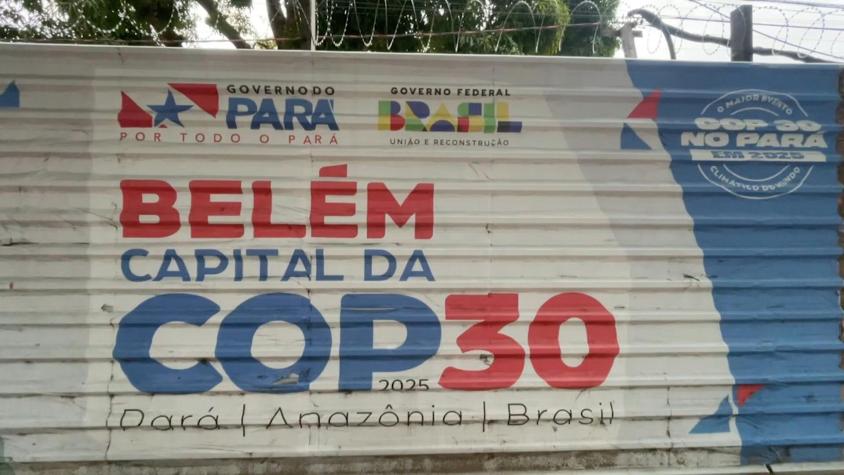 GOVERNO DO
PARÁ
POR TODO O PARÁ
GOVERNO FEDERAL
BRASIL
UNIÃO E RECONSTRUÇÃO
O MAIOR EVENTO
COP 30
NO PARÁ
EM 2025
CLIMÁTICO DO MUNDO
BELÉM
CAPITAL DA
COP30
2025
Pará | Amazônia | Brasil